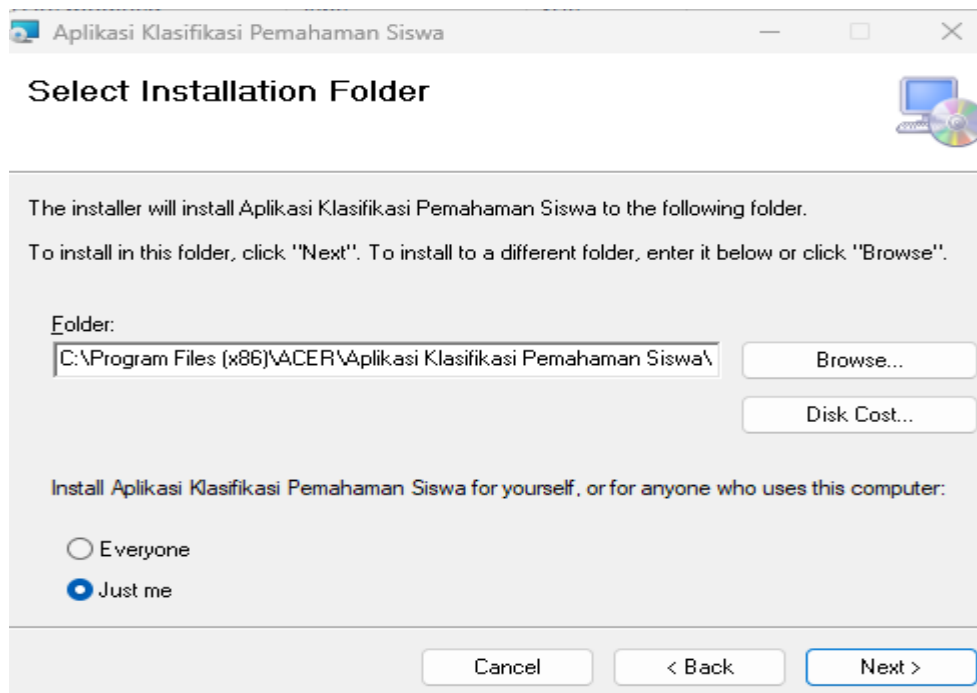 Aplikasi Klasifikasi Pemahaman Siswa
Select Installation Folder
The installer will install Aplikasi Klasifikasi Pemahaman Siswa to the following folder.
To install in this folder, click "Next". To install to a different folder, enter it below or click "Browse".
Folder:
C:\Program Files (x86)\ACER\Aplikasi Klasifikasi Pemahaman Siswa\
Browse...
Disk Cost...
Install Aplikasi Klasifikasi Pemahaman Siswa for yourself, or for anyone who uses this computer:
Everyone
Just me
Cancel
< Back
Next >